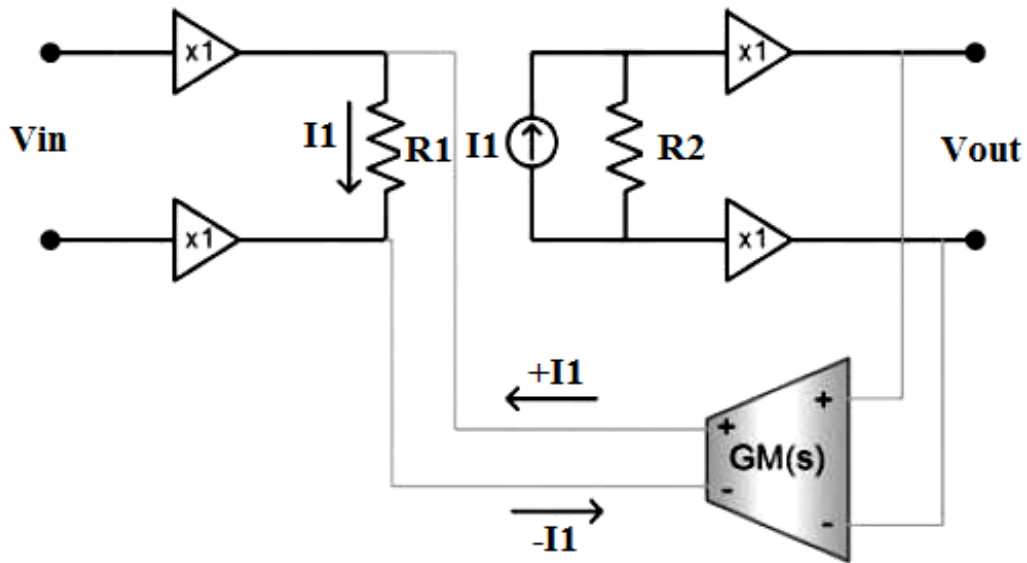 x1
x1
Vin
I1
R1
I1
R2
Vout
x1
x1
+I1
+
+
GM(s)
-
-
-I1